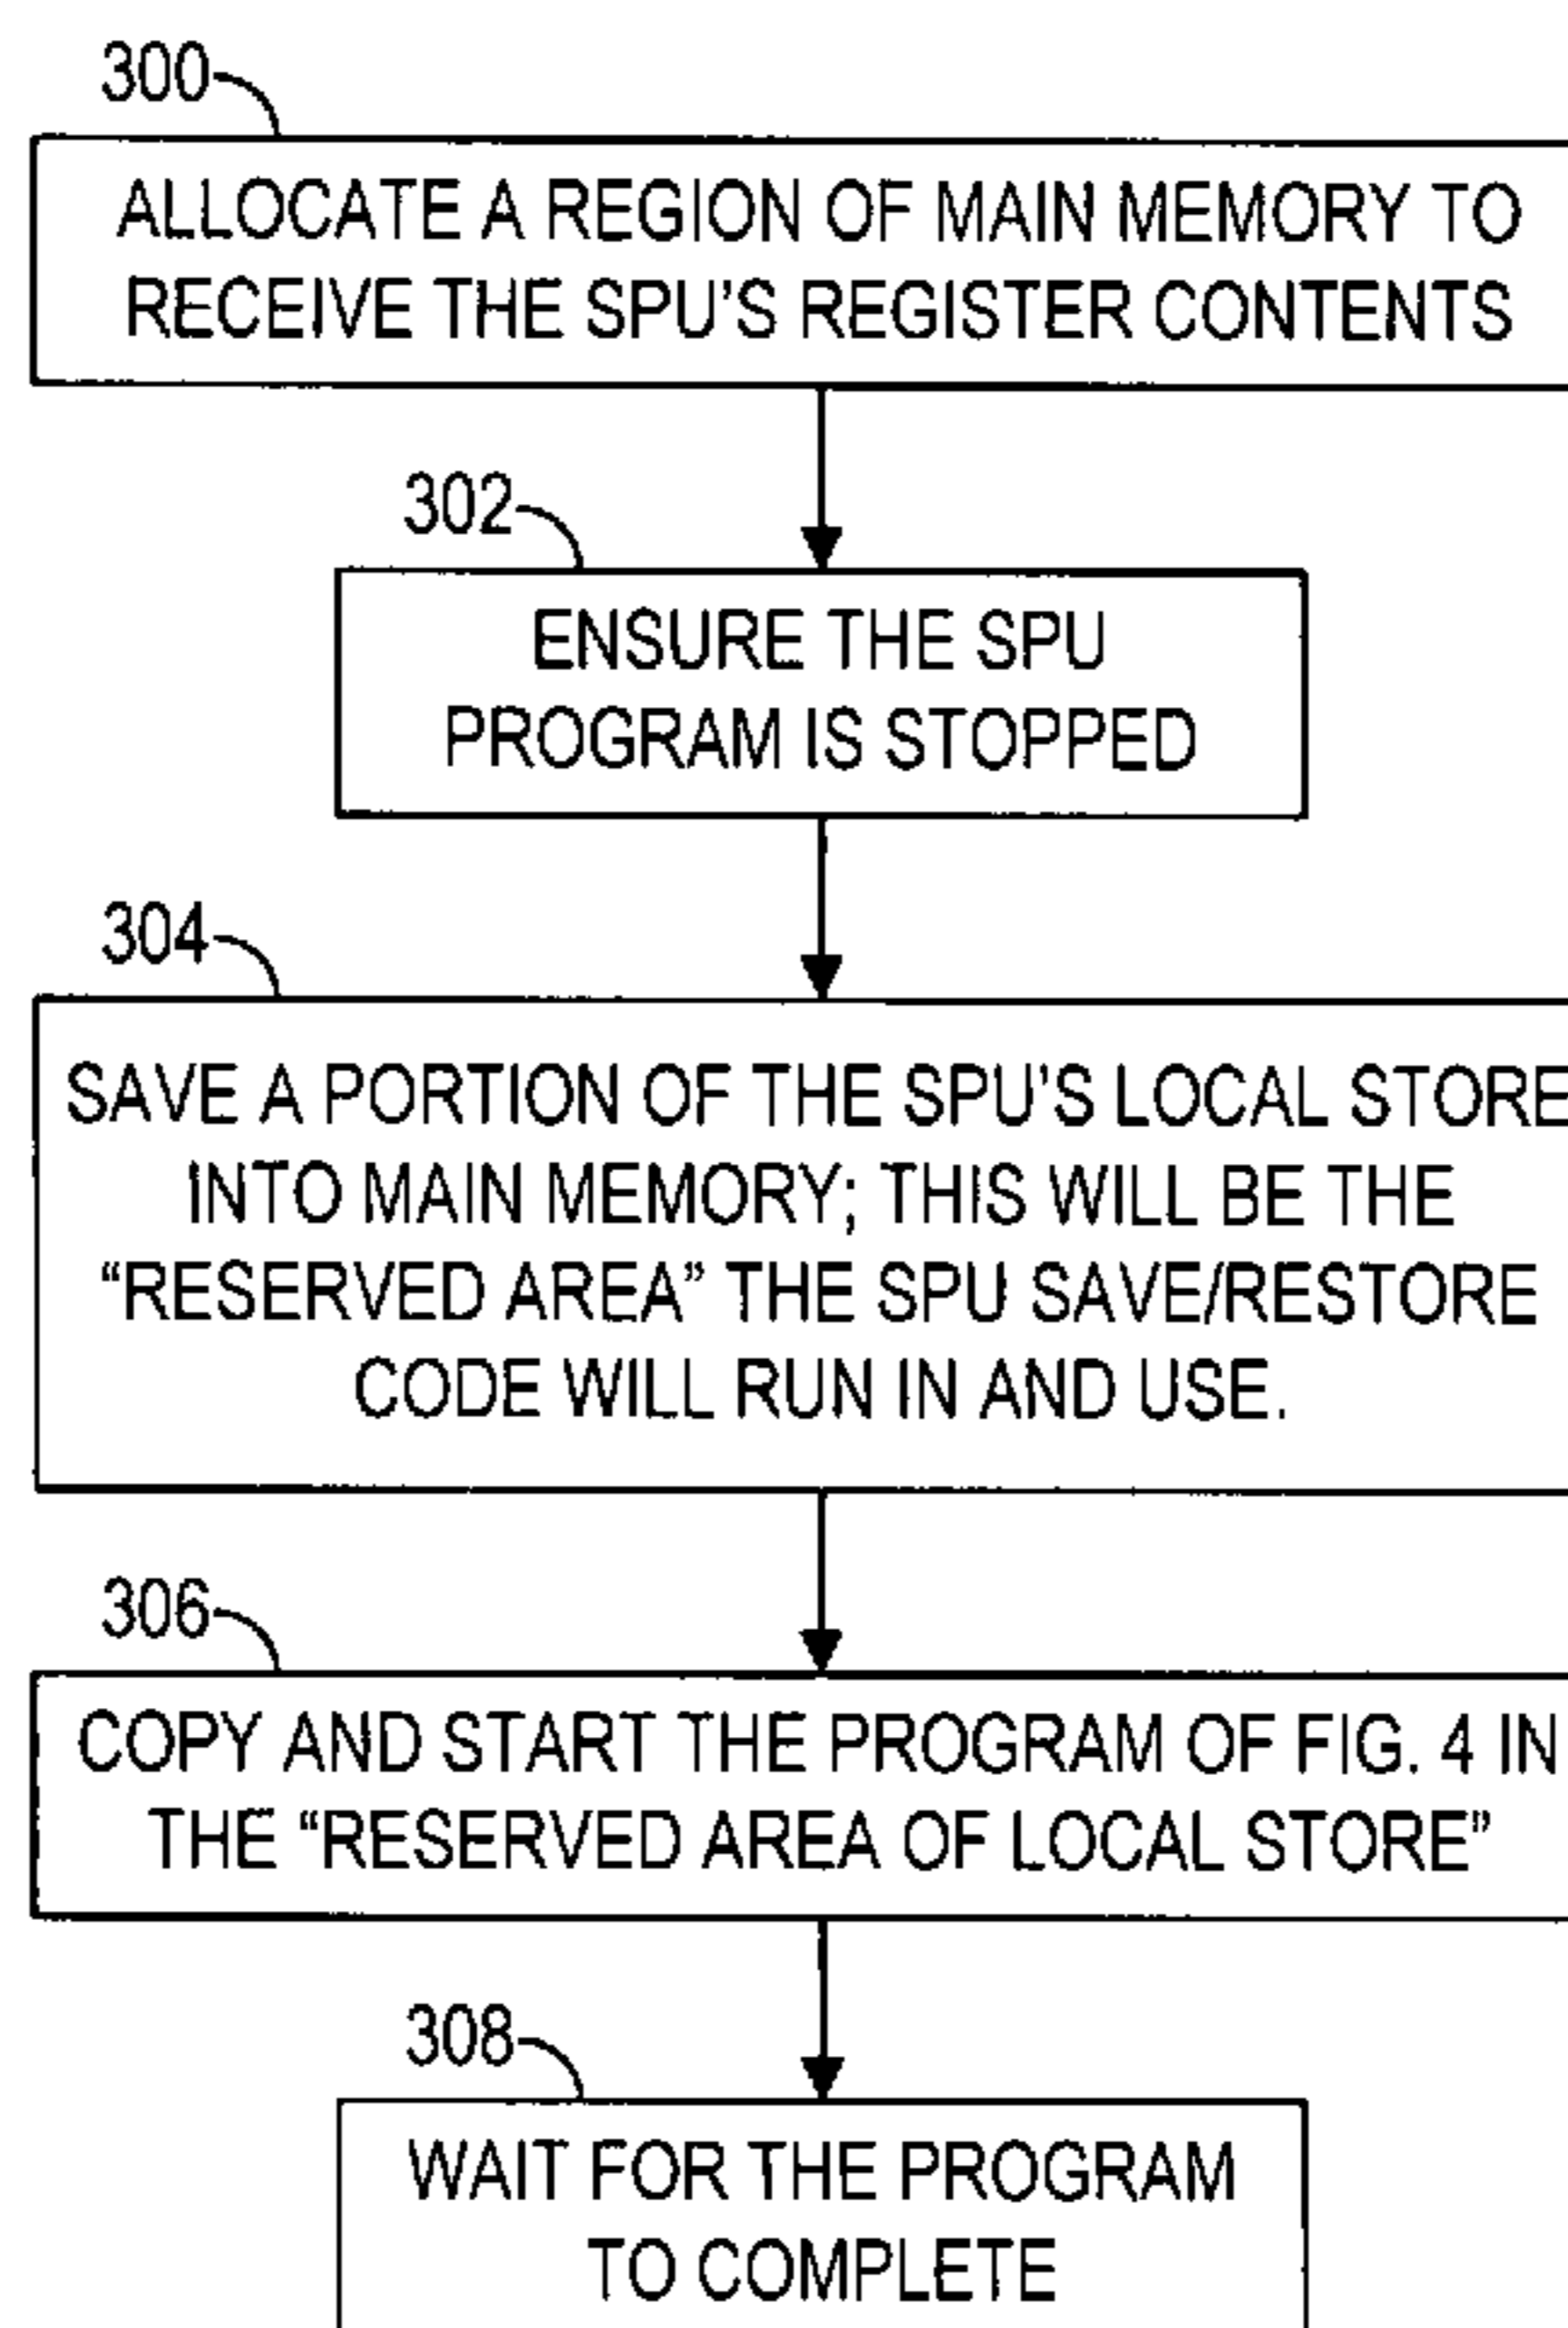 300
ALLOCATE A REGION OF MAIN MEMORY TO
RECEIVE THE SPU'S REGISTER CONTENTS
302
ENSURE THE SPU
PROGRAM IS STOPPED
304
SAVE A PORTION OF THE SPU'S LOCAL STORE
INTO MAIN MEMORY; THIS WILL BE THE
“RESERVED AREA” THE SPU SAVE/RESTORE
CODE WILL RUN IN AND USE.
306
COPY AND START THE PROGRAM OF FIG. 4 IN
THE “RESERVED AREA OF LOCAL STORE”
308
WAIT FOR THE PROGRAM
TO COMPLETE